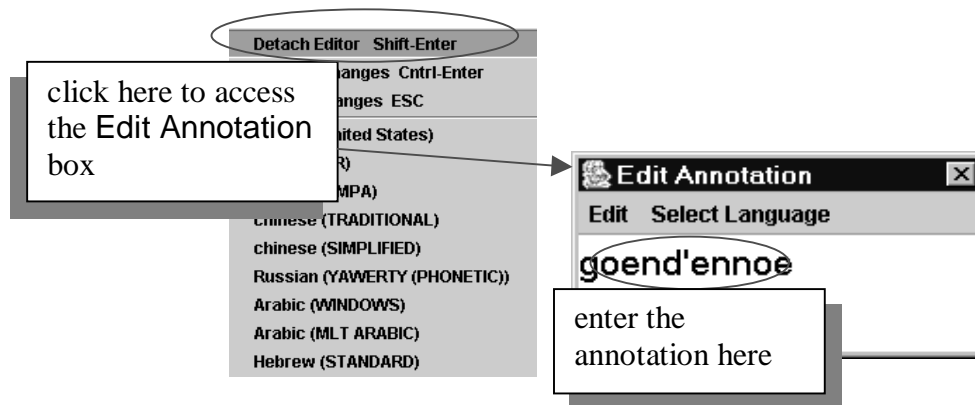 Detach Editor Shift-Enter
anges Cntrl-Enter
anges ESC
ited States)
R)
MPA)
chinese (TRADITIONAL)
chinese (SIMPLIFIED)
Russian (YAWERTY (PHONETIC))
Arabic (WINDOWS)
Arabic (MLT ARABIC)
Hebrew (STANDARD)
click here to access
the Edit Annotation
box
Edit Annotation
Edit Select Language
goend'ennoe
enter the
annotation here